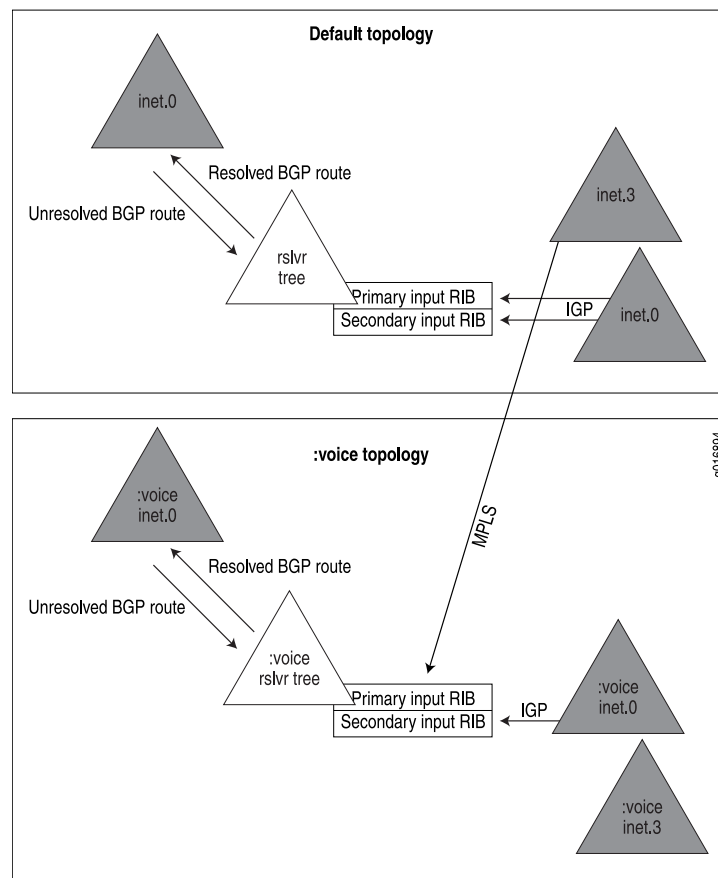 Default topology
inet.0
Resolved BGP route
Unresolved BGP route
rslvr
tree
inet.3
Primary input RIB
Secondary input RIB
IGP
inet.0
g016804
:voice topology
:voice
inet.0
MPLS
Resolved BGP route
Unresolved BGP route
:voice
rslvr tree
Primary input RIB
Secondary input RIB
IGP
:voice
inet.0
:voice
inet.3